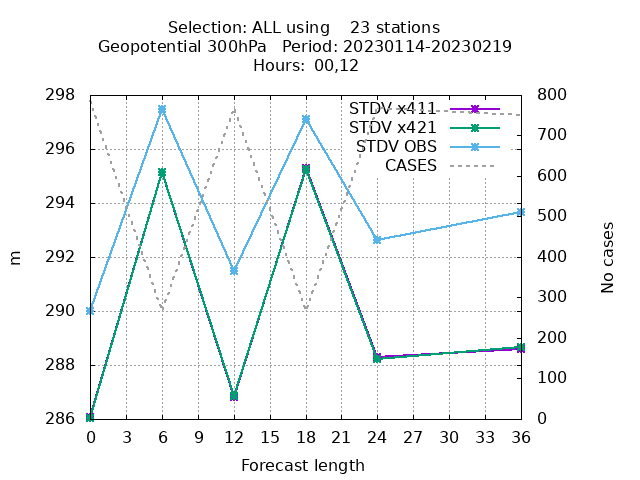 Selection: ALL using    23 stations
Geopotential 300hPa   Period: 20230114-20230219
Hours:  00,12
298 800
STDV x411
700
STDV x421
296 STDV OBS
CASES
600
294
500
m 292 400 No cases
290 300
200
288
100
286 0
0 3 6 9 12 15 18 21 24 27 30 33 36
Forecast length